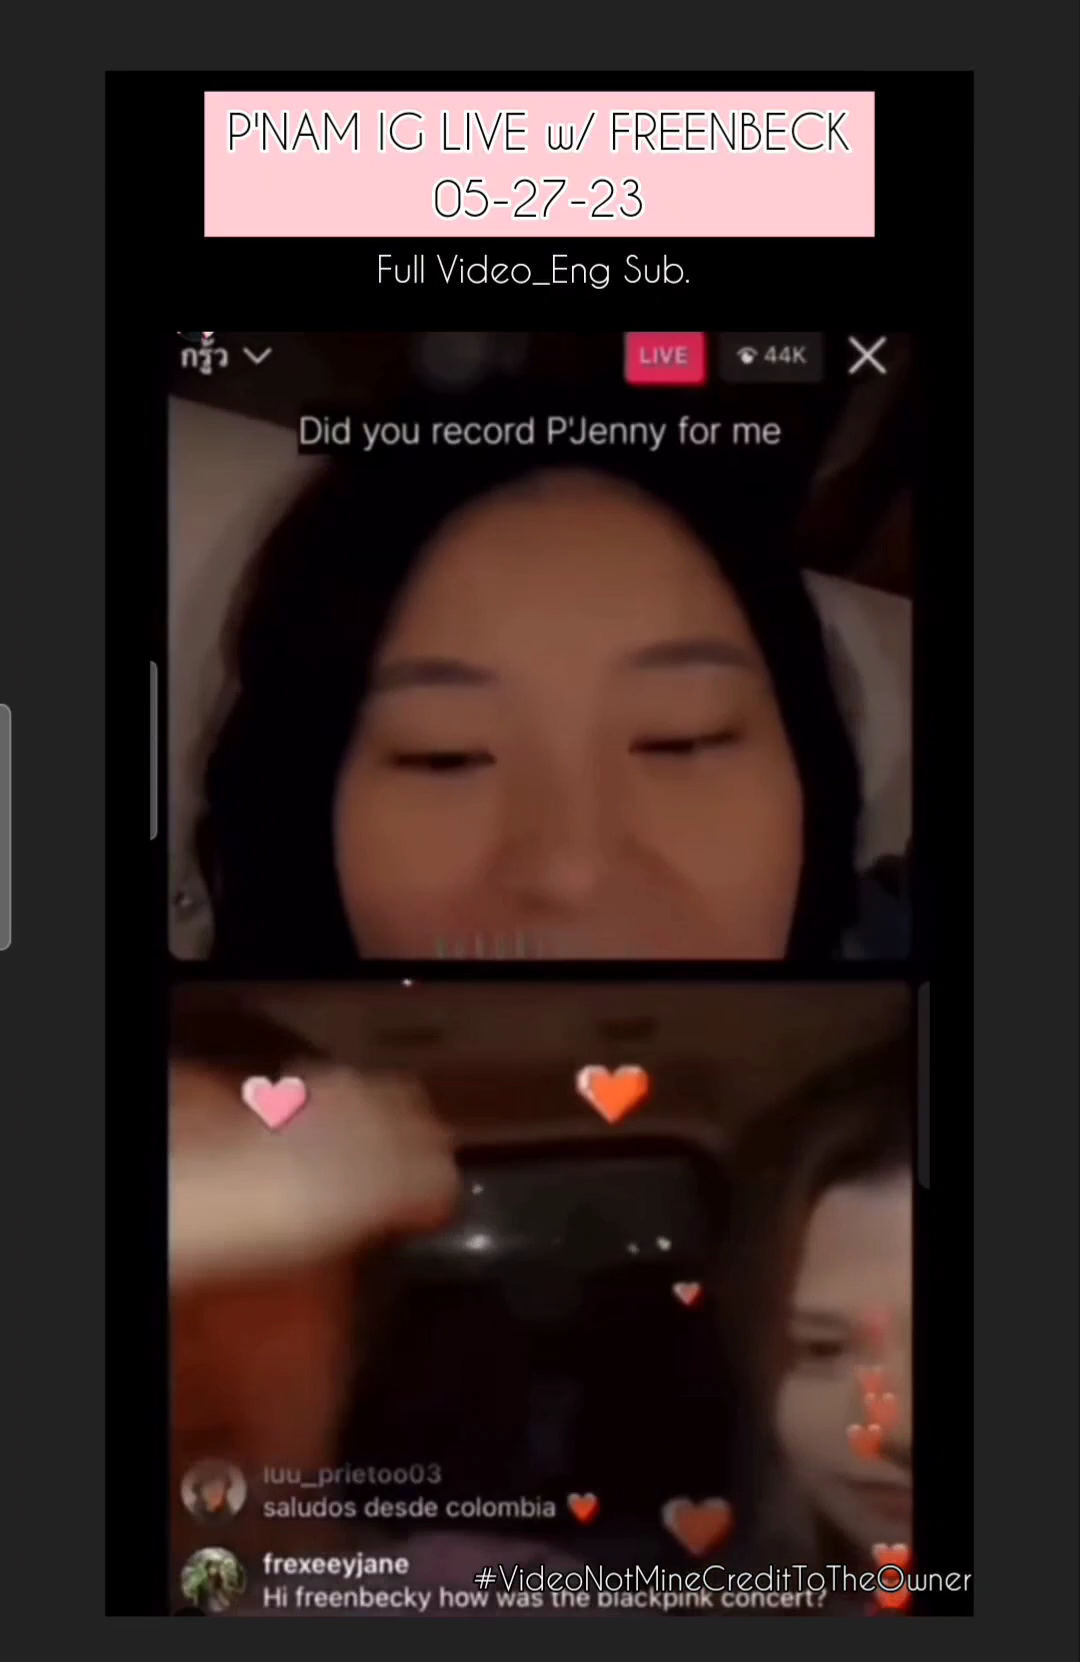 P'NAM IG LIVE w/ FREENBECK
05-27-23
Full Video_Eng Sub.
กรั้ว
LIVE
44K
Did you record P'Jenny for me
luu_prietoo03
saludos desde colombia ❤️
frexeeyjane
#VideoNotMineCreditToTheOwner
Hi freenbecky how was the blackpink concert?